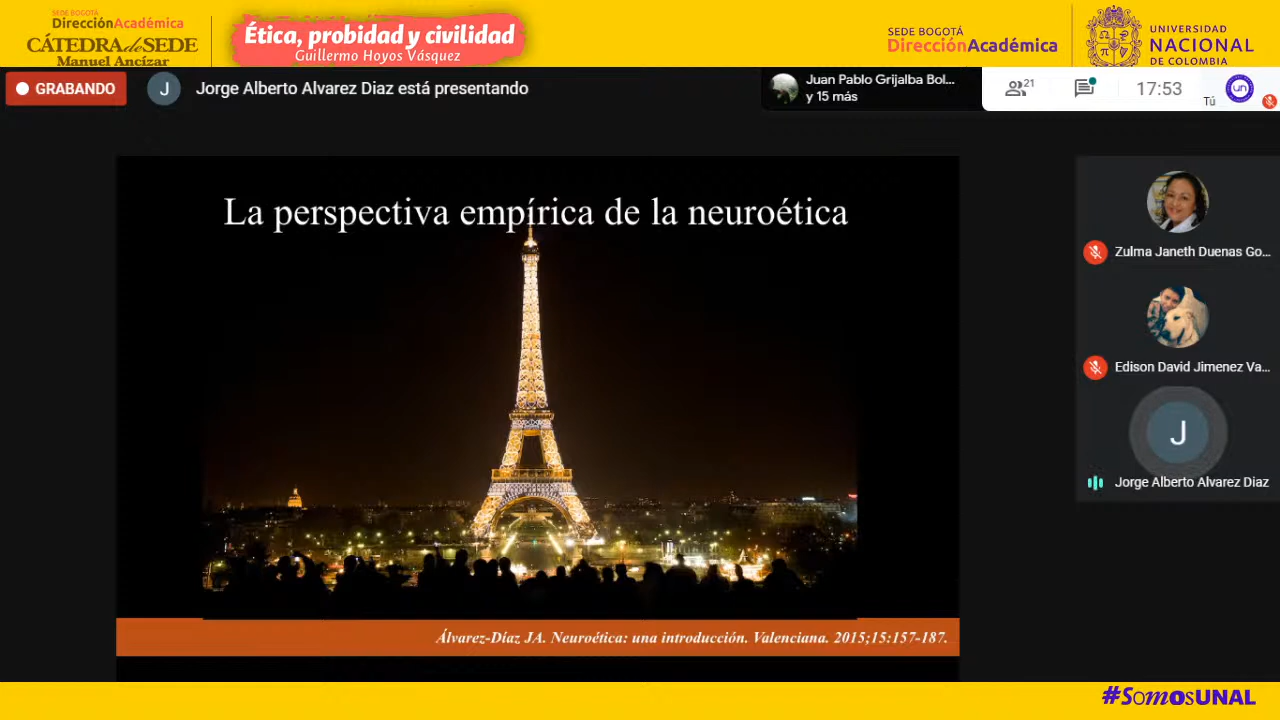 SEDE BOGOTÁ
DirecciónAcadémica
CÁTEDRAdeSEDE
Manuel Ancízar
Ética, probidad y civilidad
Guillermo Hoyos Vásquez
SEDE BOGOTÁ
DirecciónAcadémica
UNIVERSIDAD
NACIONAL
DE COLOMBIA
GRABANDO
J
Jorge Alberto Alvarez Diaz está presentando
Juan Pablo Grijalba Bol...
y 15 más
21
17:53
Tú
un
La perspectiva empírica de la neuroética
Zulma Janeth Duenas Go...
Edison David Jimenez Va...
J
Jorge Alberto Alvarez Diaz
Álvarez-Díaz JA. Neuroética: una introducción. Valenciana. 2015;15:157-187.
#SomosUNAL